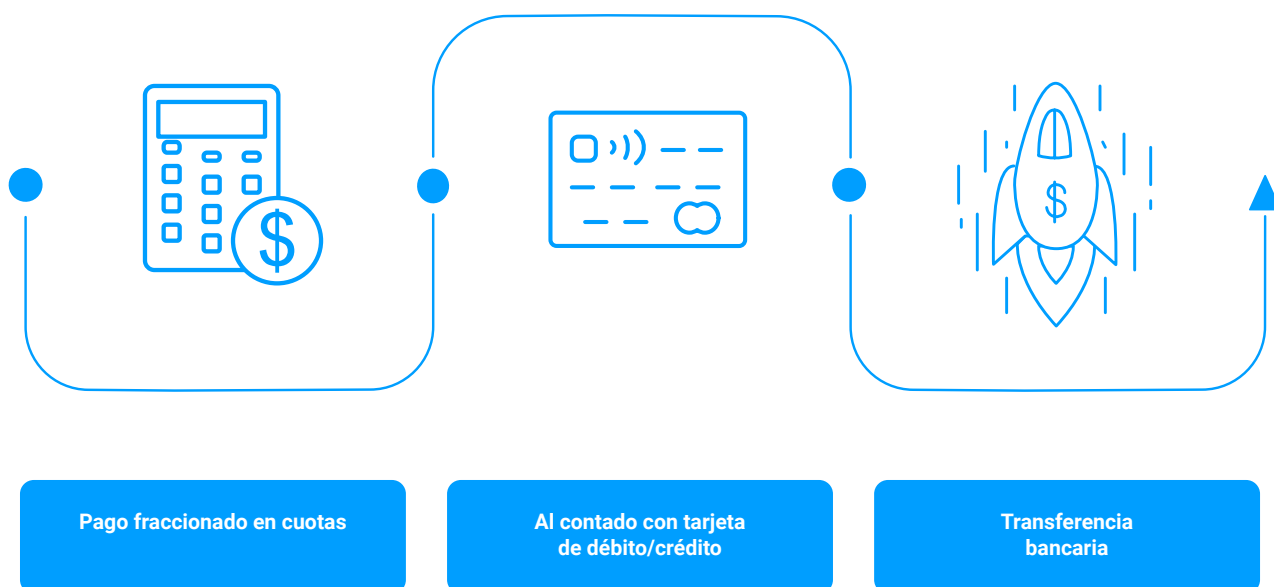 $
$
Pago fraccionado en cuotas
Al contado con tarjeta
de débito/crédito
Transferencia
bancaria